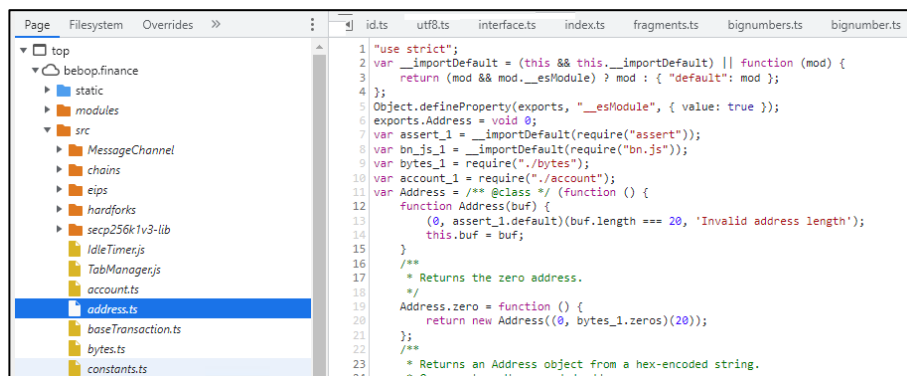 Page Filesystem Overrides »
top
bebop.finance
static
modules
src
MessageChannel
chains
eips
hardforks
secp256k1v3-lib
IdleTimer.js
TabManager.js
account.ts
address.ts
baseTransaction.ts
bytes.ts
constants.ts
id.ts utf8.ts interface.ts index.ts fragments.ts bignumbers.ts bignumber.ts
1 "use strict";
2 var __importDefault = (this && this.__importDefault) || function (mod) {
3 return (mod && mod.__esModule) ? mod : { "default": mod };
4 };
5 Object.defineProperty(exports, "__esModule", { value: true });
6 exports.Address = void 0;
7 var assert_1 = __importDefault(require("assert"));
8 var bn_js_1 = __importDefault(require("bn.js"));
9 var bytes_1 = require("./bytes");
10 var account_1 = require("./account");
11 var Address = /** @class */ (function () {
12 function Address(buf) {
13 (0, assert_1.default)(buf.length === 20, 'Invalid address length');
14 this.buf = buf;
15 }
16 /**
17 * Returns the zero address.
18 */
19 Address.zero = function () {
20 return new Address((0, bytes_1.zeros)(20));
21 };
22 /**
23 * Returns an Address object from a hex-encoded string.